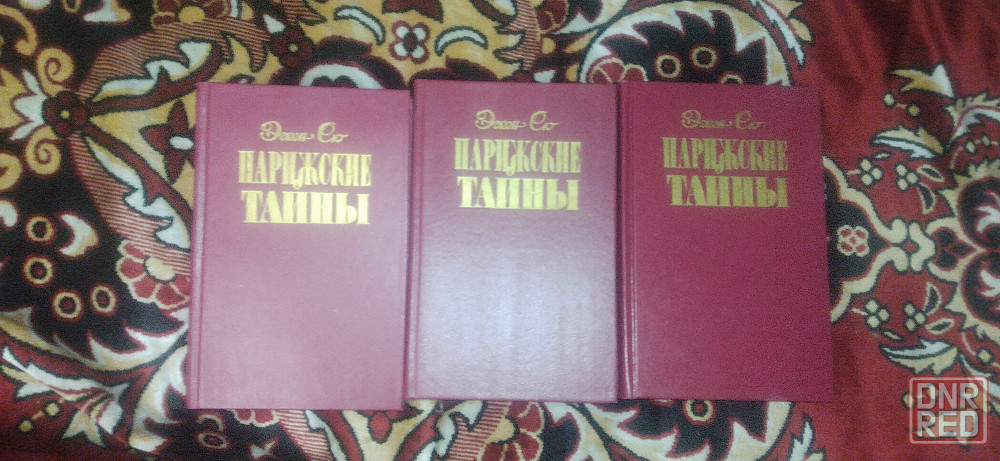 Эжен Сю
ПАРИЖСКИЕ
ТАЙНЫ
Эжен Сю
ПАРИЖСКИЕ
ТАЙНЫ
Эжен Сю
ПАРИЖСКИЕ
ТАЙНЫ
DNR
RED